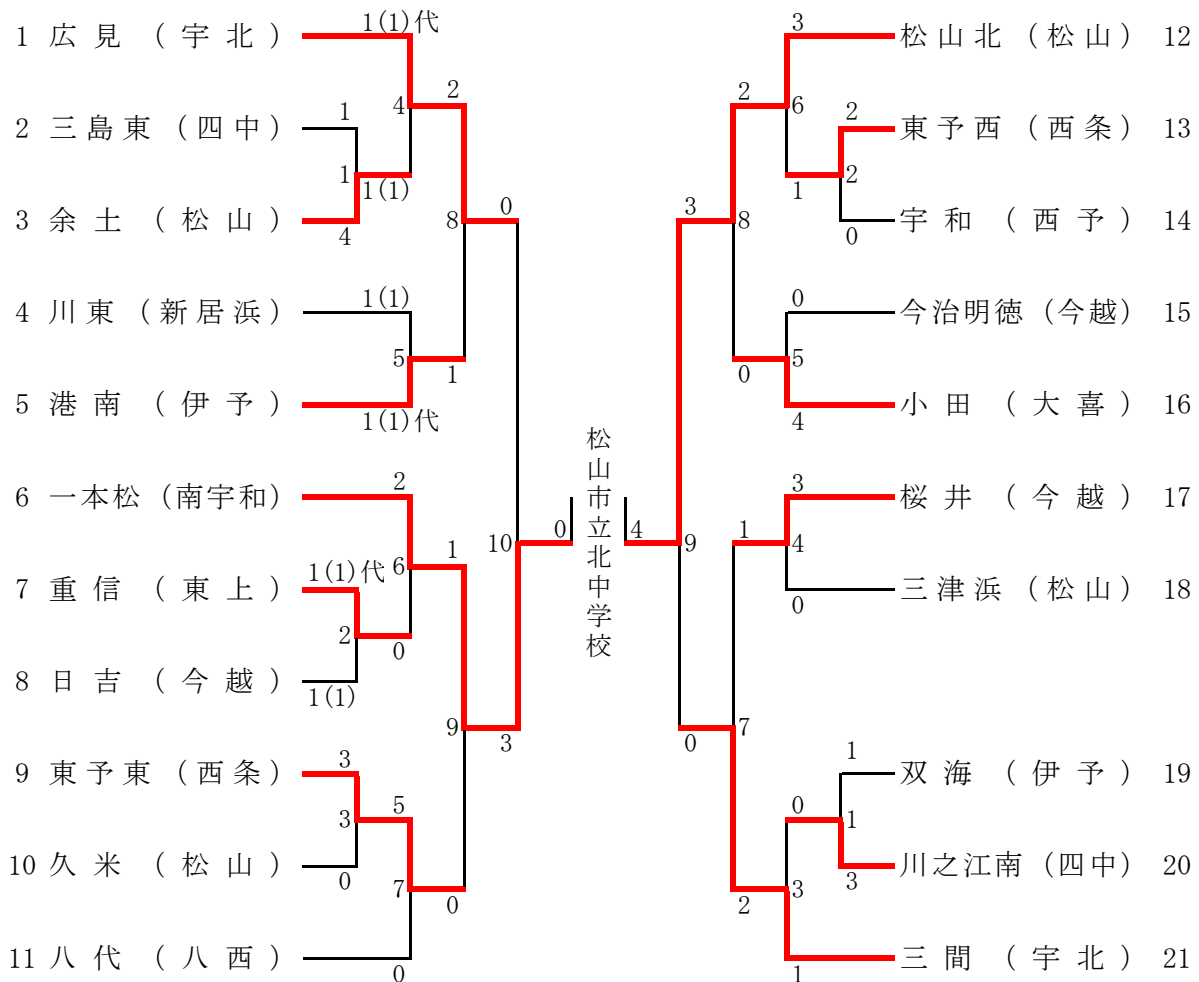 1 広見 (宇北)
2 三島東 (四中)
3 余土 (松山)
4 川東 (新居浜)
5 港南 (伊予)
6 一本松 (南宇和)
7 重信 (東上)
8 日吉 (今越)
9 東予東 (西条)
10 久米 (松山)
11 八代 (八西)
1(1)代
1
4
1
4
1(1)
2
1(1)
5
1(1)代
8
1
0
2
1(1)代
6
2
0
1(1)
1
10
0
9
3
3
3
0
5
7
0
0
松山市立北中学校
3
2
6
2
1
2
0
3
8
0
5
0
4
4
9
3
1
4
0
0
7
1
0
1
3
3
2
1
松山北 (松山) 12
東予西 (西条) 13
宇和 (西予) 14
今治明徳 (今越) 15
小田 (大喜) 16
桜井 (今越) 17
三津浜 (松山) 18
双海 (伊予) 19
川之江南 (四中) 20
三間 (宇北) 21